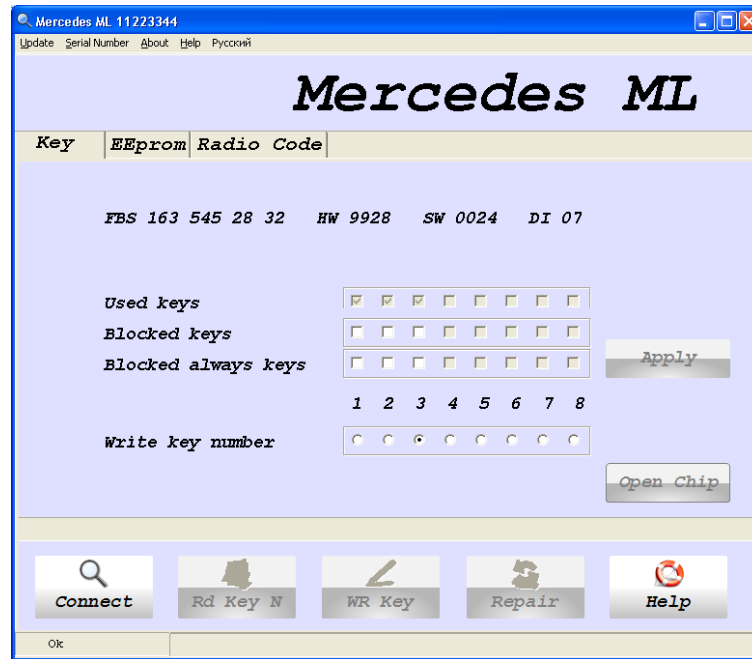 Mercedes ML 11223344
Update Serial Number About Help Русский
Mercedes ML
Key EEprom Radio Code
FBS 163 545 28 32 HW 9928 SW 0024 DI 07
Used keys
Blocked keys
Blocked always keys
Apply
1 2 3 4 5 6 7 8
Write key number
Open Chip
Connect Rd Key N WR Key Repair Help
Ok